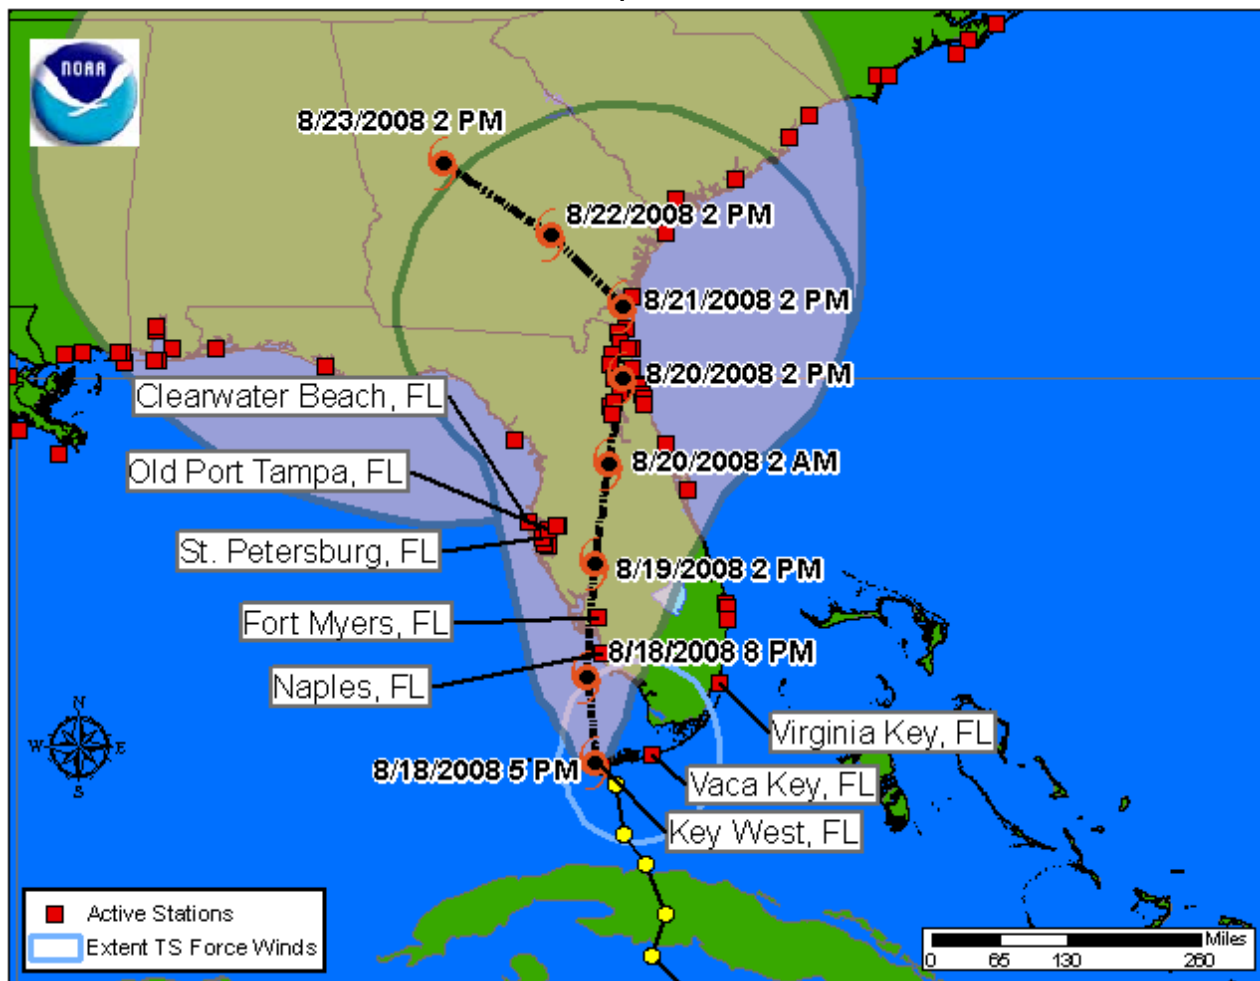 NOAA
8/23/2008 2 PM
8/22/2008 2 PM
8/21/2008 2 PM
8/20/2008 2 PM
Clearwater Beach, FL
8/20/2008 2 AM
Old Port Tampa, FL
St. Petersburg, FL
8/19/2008 2 PM
Fort Myers, FL
8/18/2008 8 PM
Naples, FL
N
W
E
S
Virginia Key, FL
8/18/2008 5 PM
Vaca Key, FL
Key West, FL
Active Stations
Extent TS Force Winds
Miles
0 65 130 260